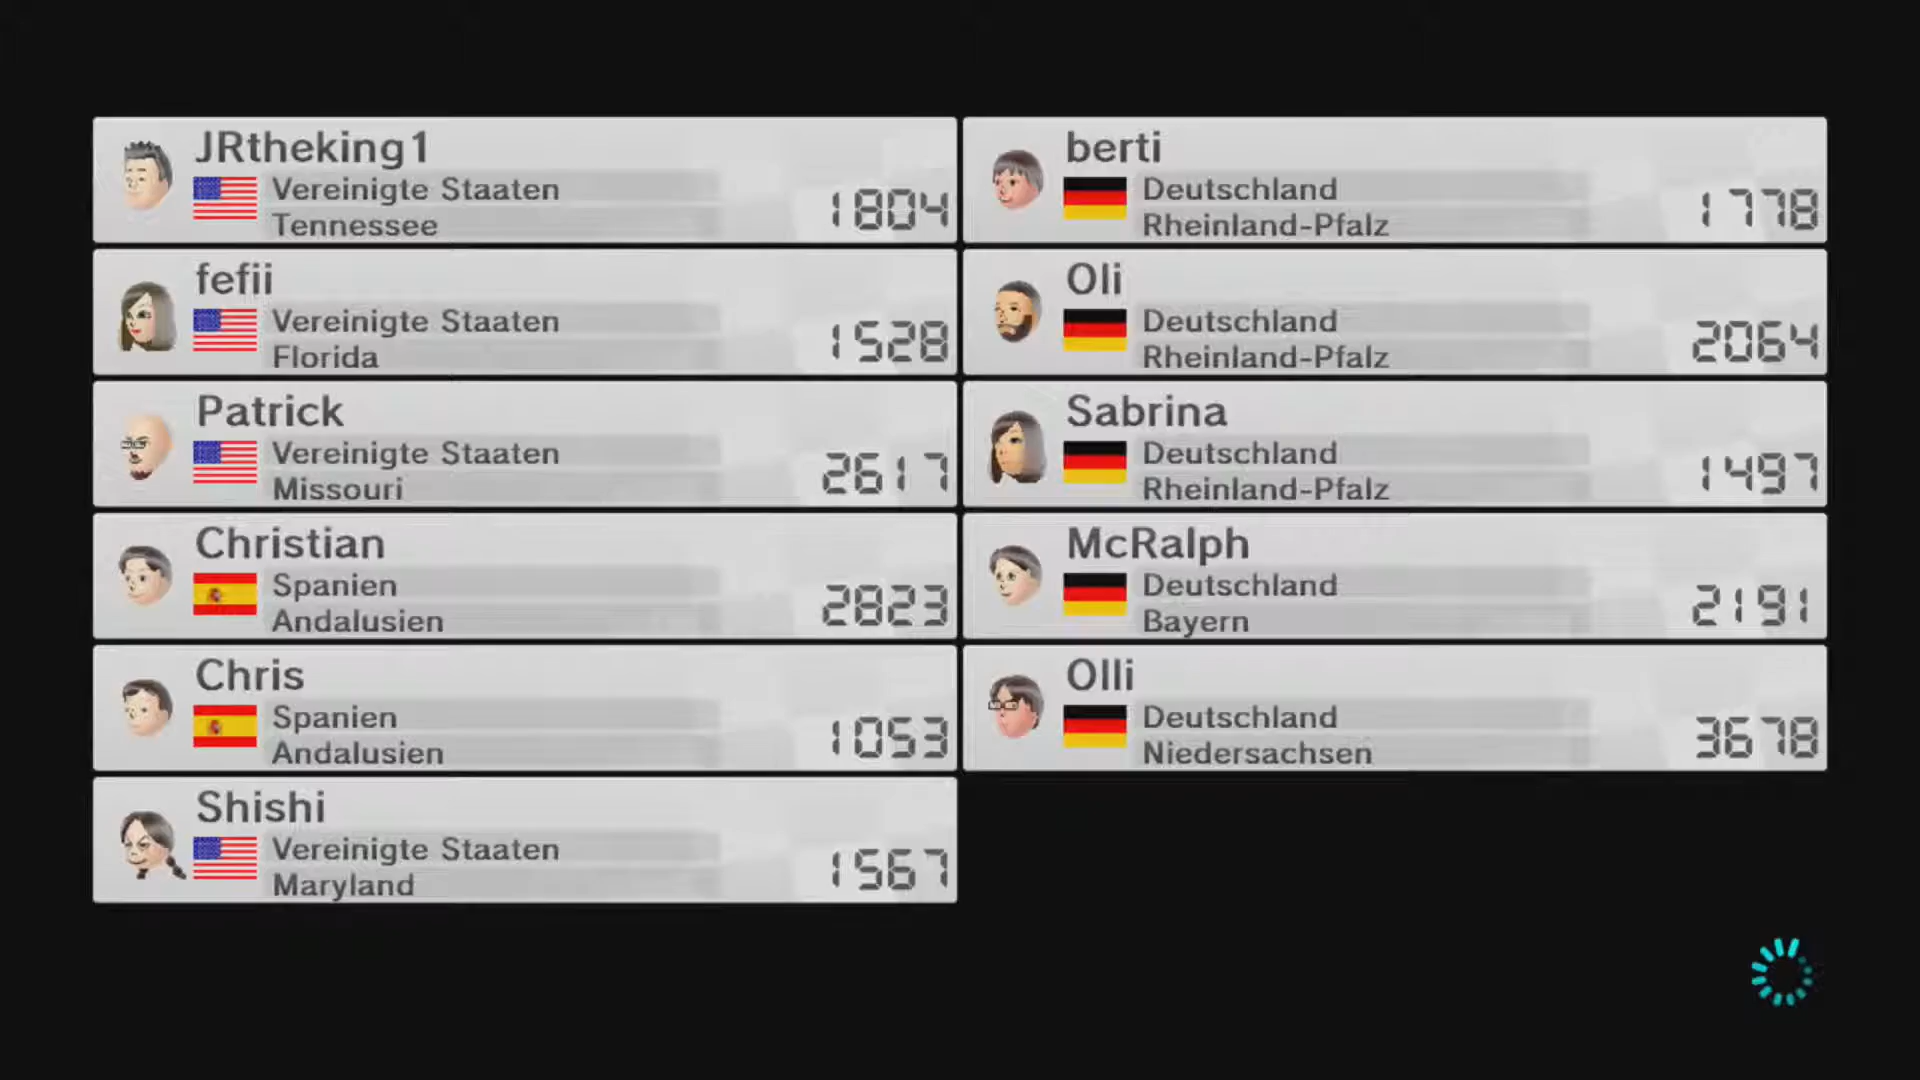 JRtheking1
Vereinigte Staaten
Tennessee
1804
fefii
Vereinigte Staaten
Florida
1528
Patrick
Vereinigte Staaten
Missouri
2617
Christian
Spanien
Andalusien
2823
Chris
Spanien
Andalusien
1053
Shishi
Vereinigte Staaten
Maryland
1567
berti
Deutschland
Rheinland-Pfalz
1778
Oli
Deutschland
Rheinland-Pfalz
2064
Sabrina
Deutschland
Rheinland-Pfalz
1497
McRalph
Deutschland
Bayern
2191
Olli
Deutschland
Niedersachsen
3678